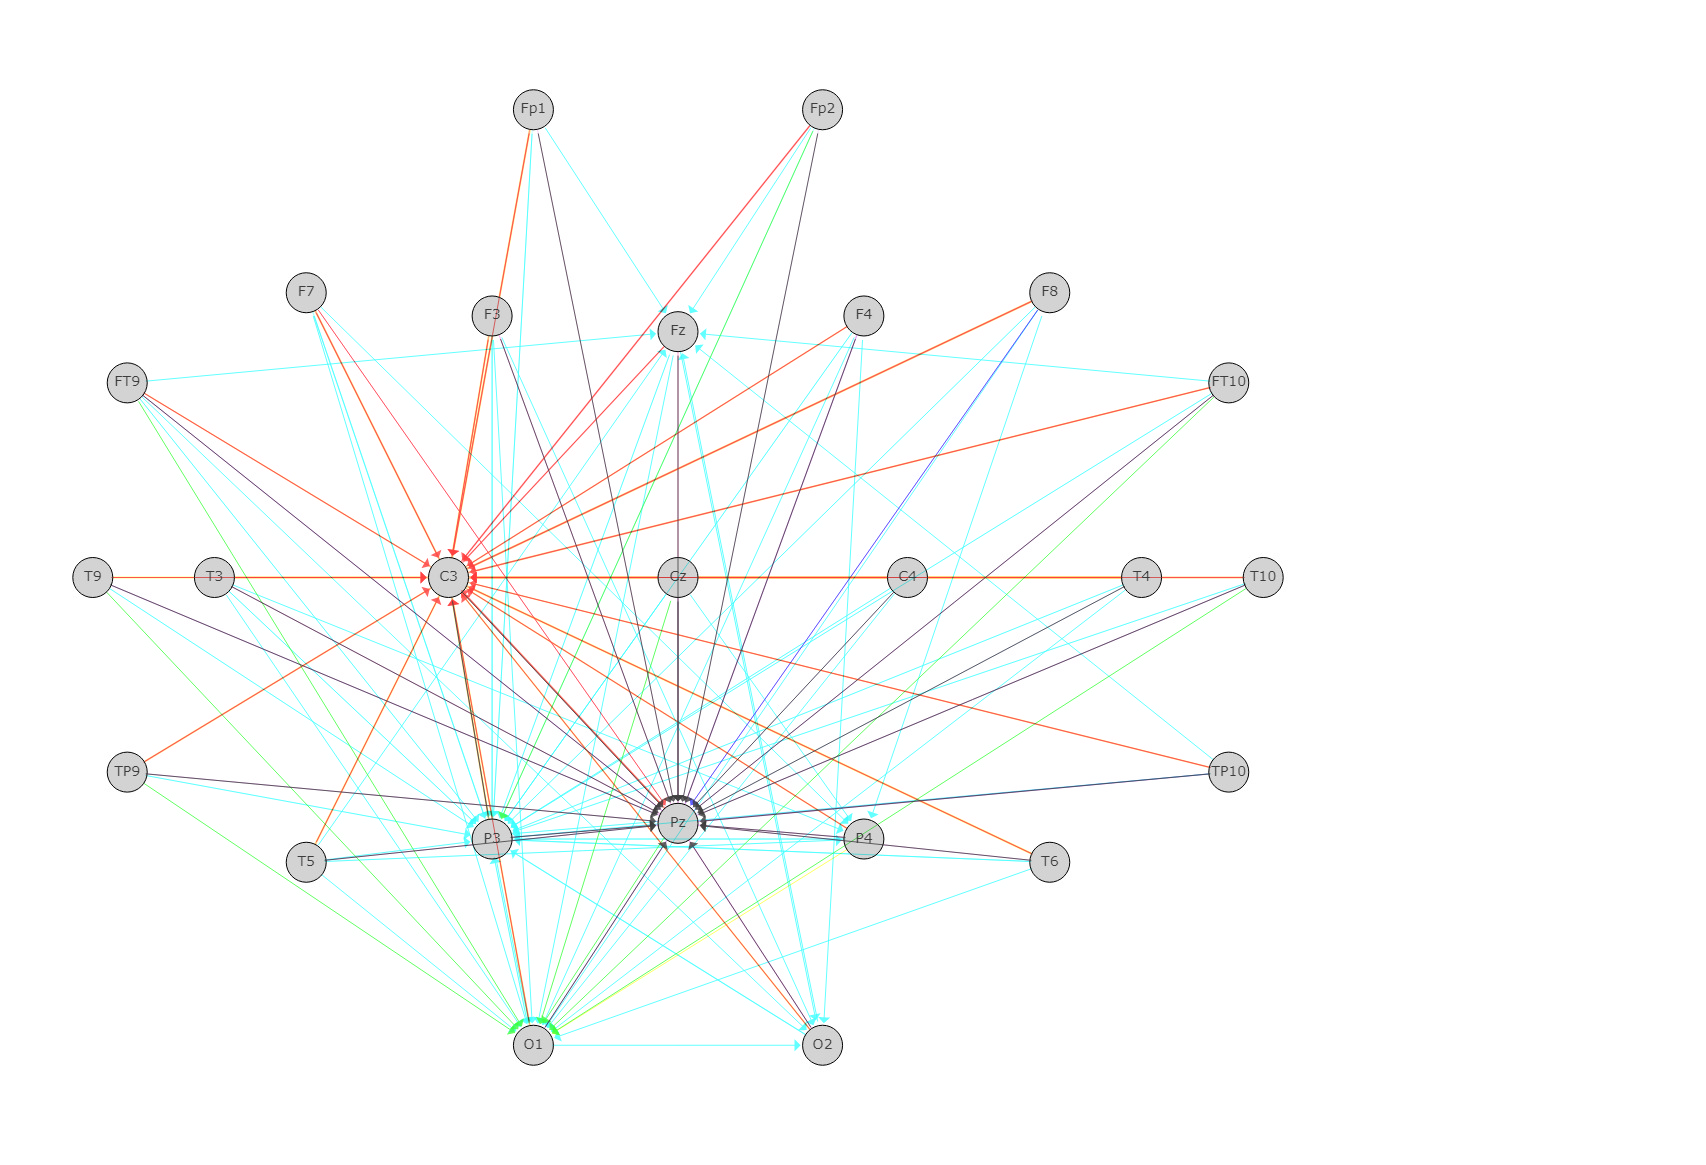 Fp1 Fp2
F7 F3 Fz F4 F8
FT9 FT10
T9 T3 C3 Cz C4 T4 T10
TP9 TP10
T5 P3 Pz P4 T6
O1 O2